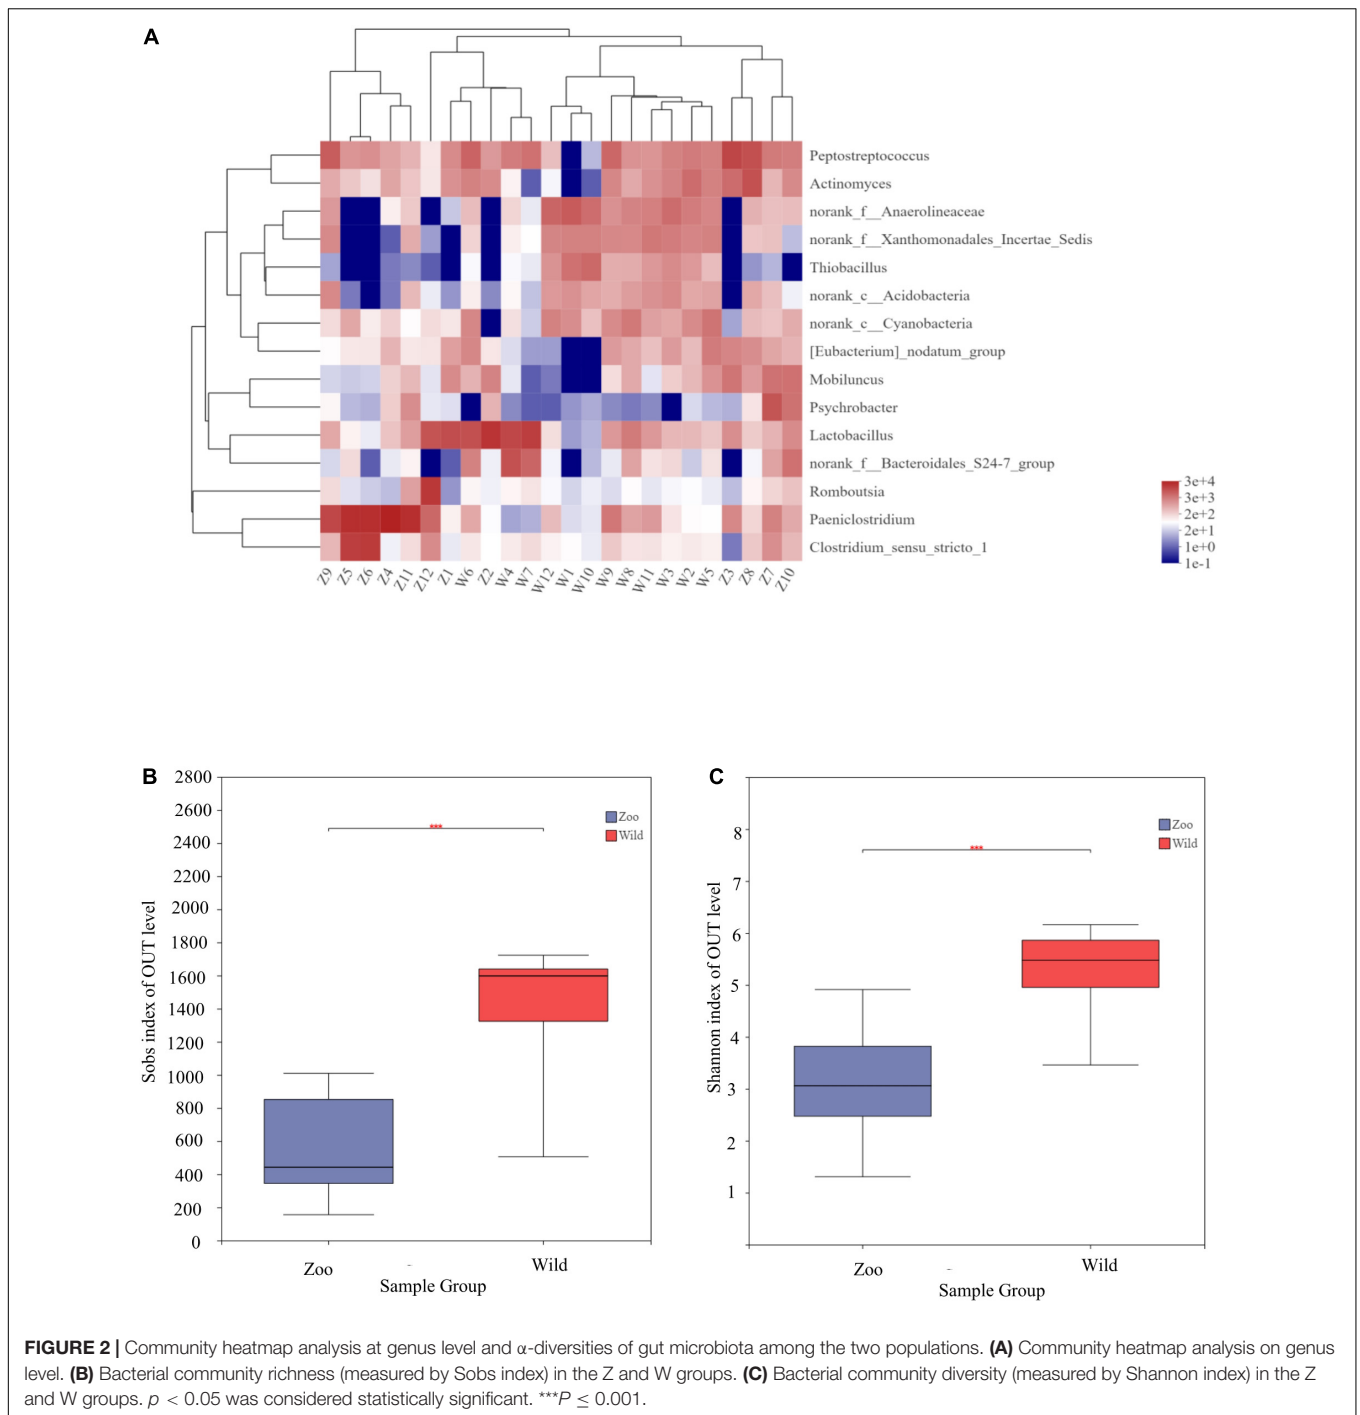 A
Peptostreptococcus
Actinomyces
norank_f__Anaerolineaceae
norank_f__Xanthomonadales_Incertae_Sedis
Thiobacillus
norank_c__Acidobacteria
norank_c__Cyanobacteria
[Eubacterium]_nodatum_group
Mobiluncus
Psychrobacter
Lactobacillus
norank_f__Bacteroidales_S24-7_group
Romboutsia
Paeniclostridium
Clostridium_sensu_stricto_1
3e+4
3e+3
2e+2
2e+1
1e+0
1e-1
Z9 Z5 Z6 Z4 Z11 Z12 Z1 W6 Z2 W4 W7 W12 W1 W10 W9 W8 W11 W3 W2 W5 Z3 Z8 Z7 Z10
B
2800
2600
2400
2200
2000
1800
1600
1400
1200
1000
800
600
400
200
0
Sobs index of OUT level
***
Zoo
Wild
Zoo Wild
Sample Group
C
8
7
6
5
4
3
2
1
Shannon index of OUT level
***
Zoo
Wild
Zoo Wild
Sample Group
FIGURE 2 | Community heatmap analysis at genus level and α-diversities of gut microbiota among the two populations. (A) Community heatmap analysis on genus
level. (B) Bacterial community richness (measured by Sobs index) in the Z and W groups. (C) Bacterial community diversity (measured by Shannon index) in the Z
and W groups. p < 0.05 was considered statistically significant. ***P ≤ 0.001.